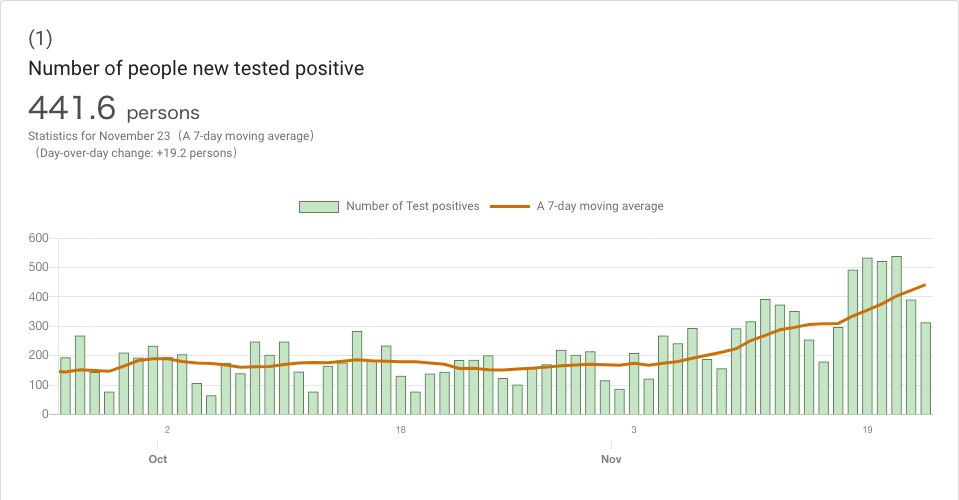 (1)
Number of people new tested positive
441.6 persons
Statistics for November 23（A 7-day moving average）
（Day-over-day change: +19.2 persons）
Number of Test positives A 7-day moving average
600
500
400
300
200
100
0
2 18 3 19
Oct Nov